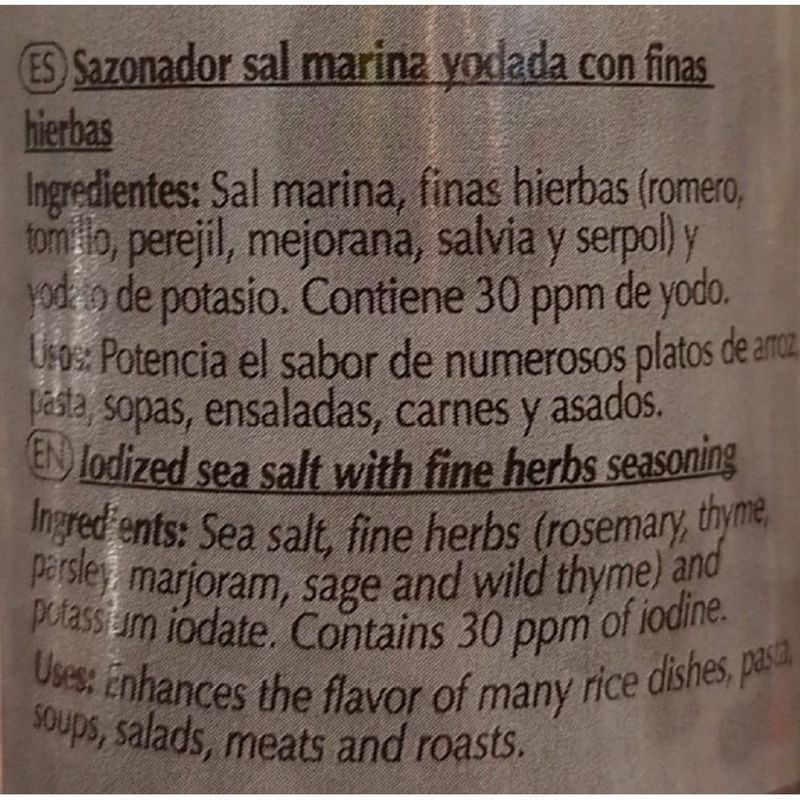 ES Sazonador sal marina yodada con finas
hierbas
Ingredientes: Sal marina, finas hierbas (romero,
tomillo, perejil, mejorana, salvia y serpol) y
yodato de potasio. Contiene 30 ppm de yodo.
Usos: Potencia el sabor de numerosos platos de arroz,
pasta, sopas, ensaladas, carnes y asados.
EN Iodized sea salt with fine herbs seasoning
Ingredients: Sea salt, fine herbs (rosemary, thyme,
parsley, marjoram, sage and wild thyme) and
potassium iodate. Contains 30 ppm of iodine.
Uses: Enhances the flavor of many rice dishes, pasta,
soups, salads, meats and roasts.